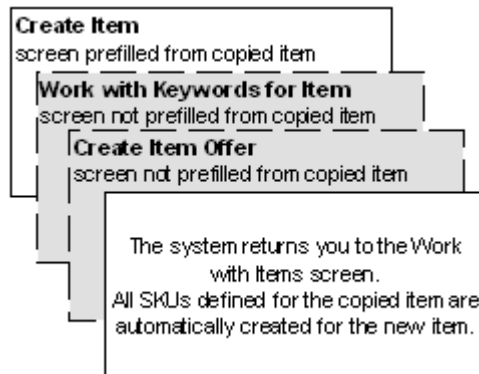 Create Item
screen prefilled from copied item
Work with Keywords for Item
screen not prefilled from copied item
Create Item Offer
screen not prefilled from copied item
The system returns you to the Work
with Items screen.
All SKUs defined for the copied item are
automatically created for the new item.